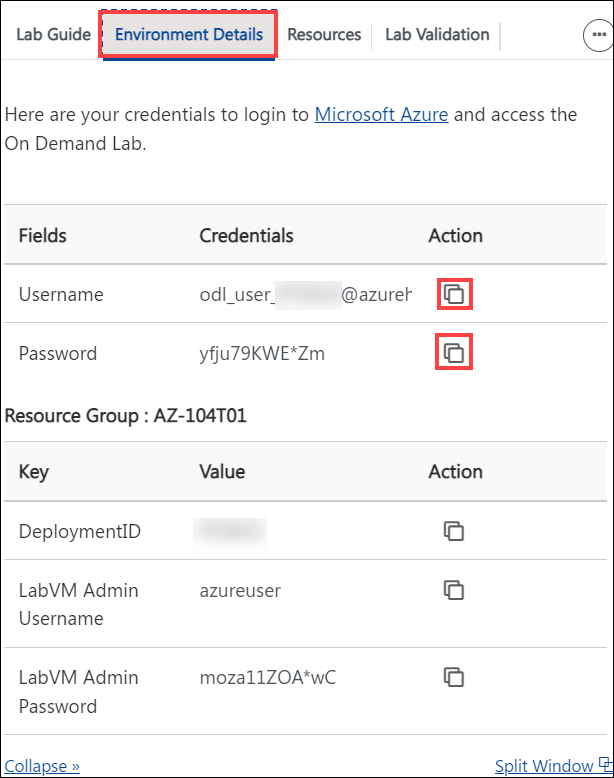 Lab Guide Environment Details Resources Lab Validation
Here are your credentials to login to Microsoft Azure and access the
On Demand Lab.
Fields Credentials Action
Username odl_user_ @azureh
Password yfju79KWE*Zm
Resource Group : AZ-104T01
Key Value Action
DeploymentID
LabVM Admin azureuser
Username
LabVM Admin moza11ZOA*wC
Password
Collapse » Split Window